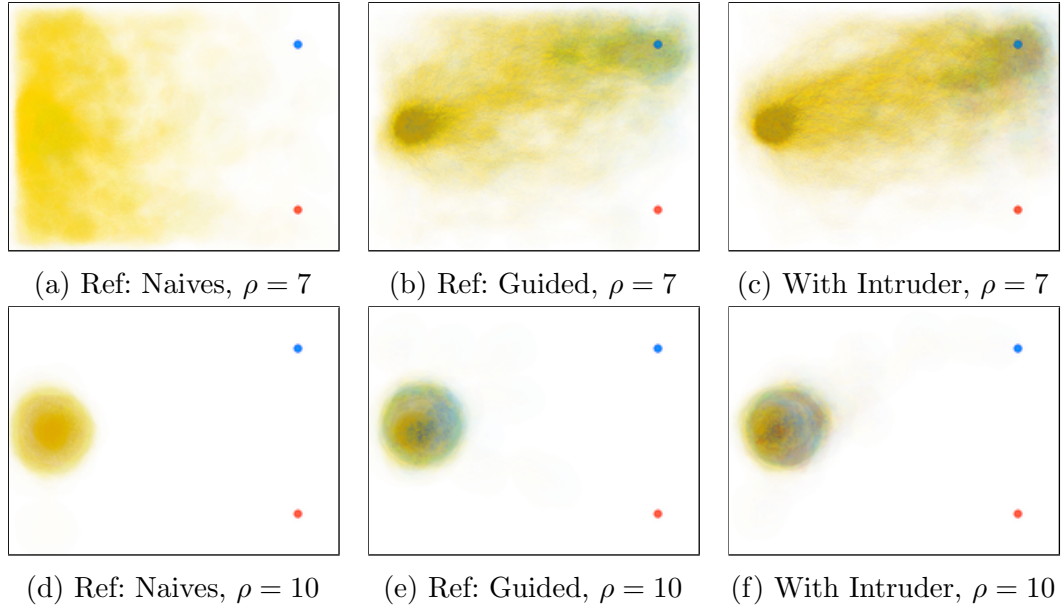 (a) Ref: Naives, ρ = 7
(b) Ref: Guided, ρ = 7
(c) With Intruder, ρ = 7
(d) Ref: Naives, ρ = 10
(e) Ref: Guided, ρ = 10
(f) With Intruder, ρ = 10